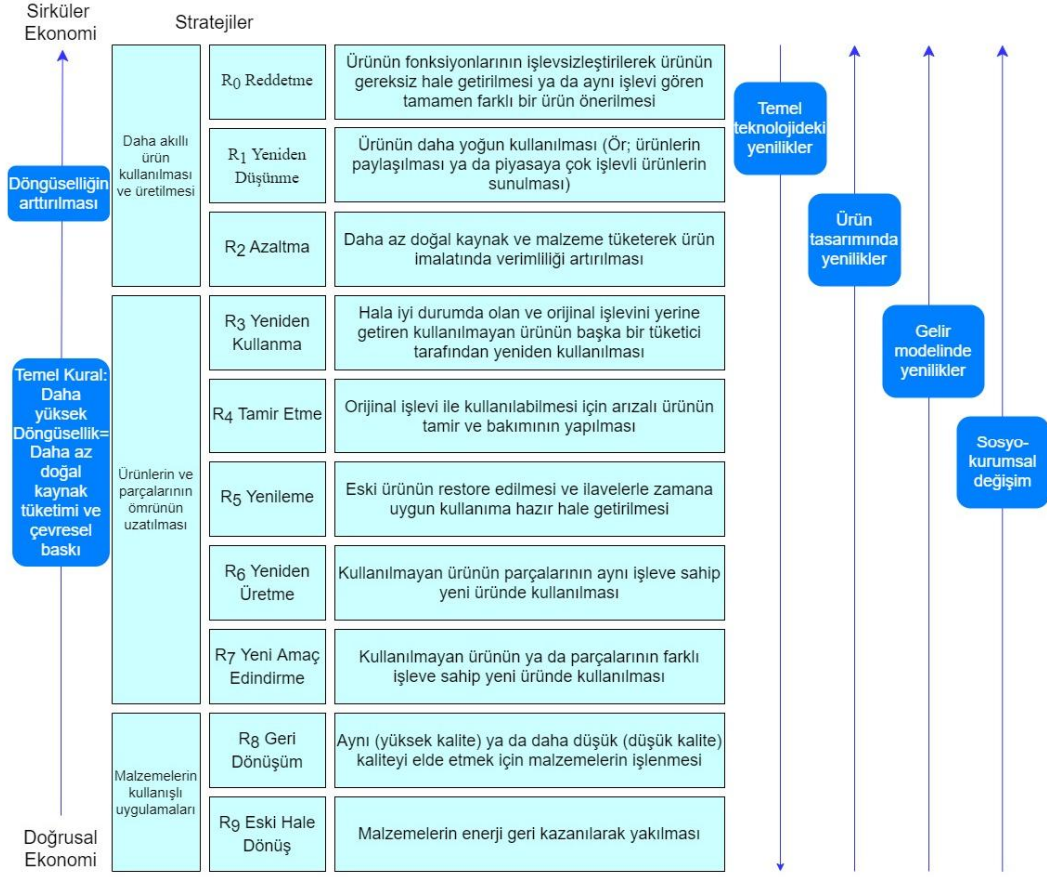 Sirküler
Ekonomi
Stratejiler
Döngüselliğin
arttırılması
Temel Kural:
Daha
yüksek
Döngüsellik=
Daha az
doğal
kaynak
tüketimi ve
çevresel
baskı
Doğrusal
Ekonomi
Daha akıllı
ürün
kullanılması
ve üretilmesi
R0 Reddetme
Ürünün fonksiyonlarının işlevsizleştirilerek ürünün
gereksiz hale getirilmesi ya da aynı işlevi gören
tamamen farklı bir ürün önerilmesi
R1 Yeniden
Düşünme
Ürünün daha yoğun kullanılması (Ör; ürünlerin
paylaşılması ya da piyasaya çok işlevli ürünlerin
sunulması)
R2 Azaltma
Daha az doğal kaynak ve malzeme tüketerek ürün
imalatında verimliliği artırılması
Ürünlerin ve
parçalarının
ömrünün
uzatılması
R3 Yeniden
Kullanma
Hala iyi durumda olan ve orijinal işlevini yerine
getiren kullanılmayan ürünün başka bir tüketici
tarafından yeniden kullanılması
R4 Tamir Etme
Orijinal işlevi ile kullanılabilmesi için arızalı ürünün
tamir ve bakımının yapılması
R5 Yenileme
Eski ürünün restore edilmesi ve ilavelerle zamana
uygun kullanıma hazır hale getirilmesi
R6 Yeniden
Üretme
Kullanılmayan ürünün parçalarının aynı işleve sahip
yeni üründe kullanılması
R7 Yeni Amaç
Edindirme
Kullanılmayan ürünün ya da parçalarının farklı
işleve sahip yeni üründe kullanılması
Malzemelerin
kullanışlı
uygulamaları
R8 Geri
Dönüşüm
Aynı (yüksek kalite) ya da daha düşük (düşük kalite)
kaliteyi elde etmek için malzemelerin işlenmesi
R9 Eski Hale
Dönüş
Malzemelerin enerji geri kazanılarak yakılması
Temel
teknolojideki
yenilikler
Ürün
tasarımında
yenilikler
Gelir
modelinde
yenilikler
Sosyo-
kurumsal
değişim